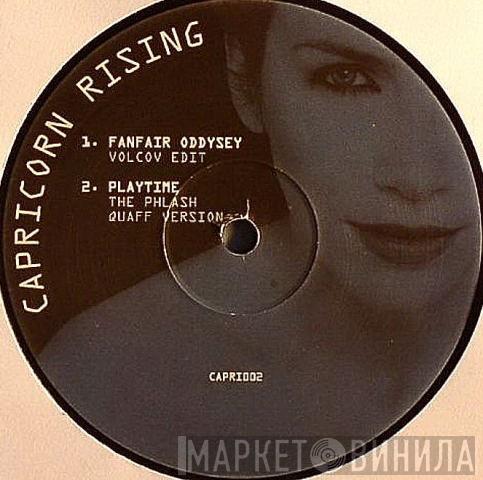 CAPRICORN RISING
1. FANFAIR ODDYSEY
VOLCOV EDIT
2. PLAYTIME
THE PHLASH
QUAFF VERSION
CAPRI002
МАРКЕТ ВИНИЛА